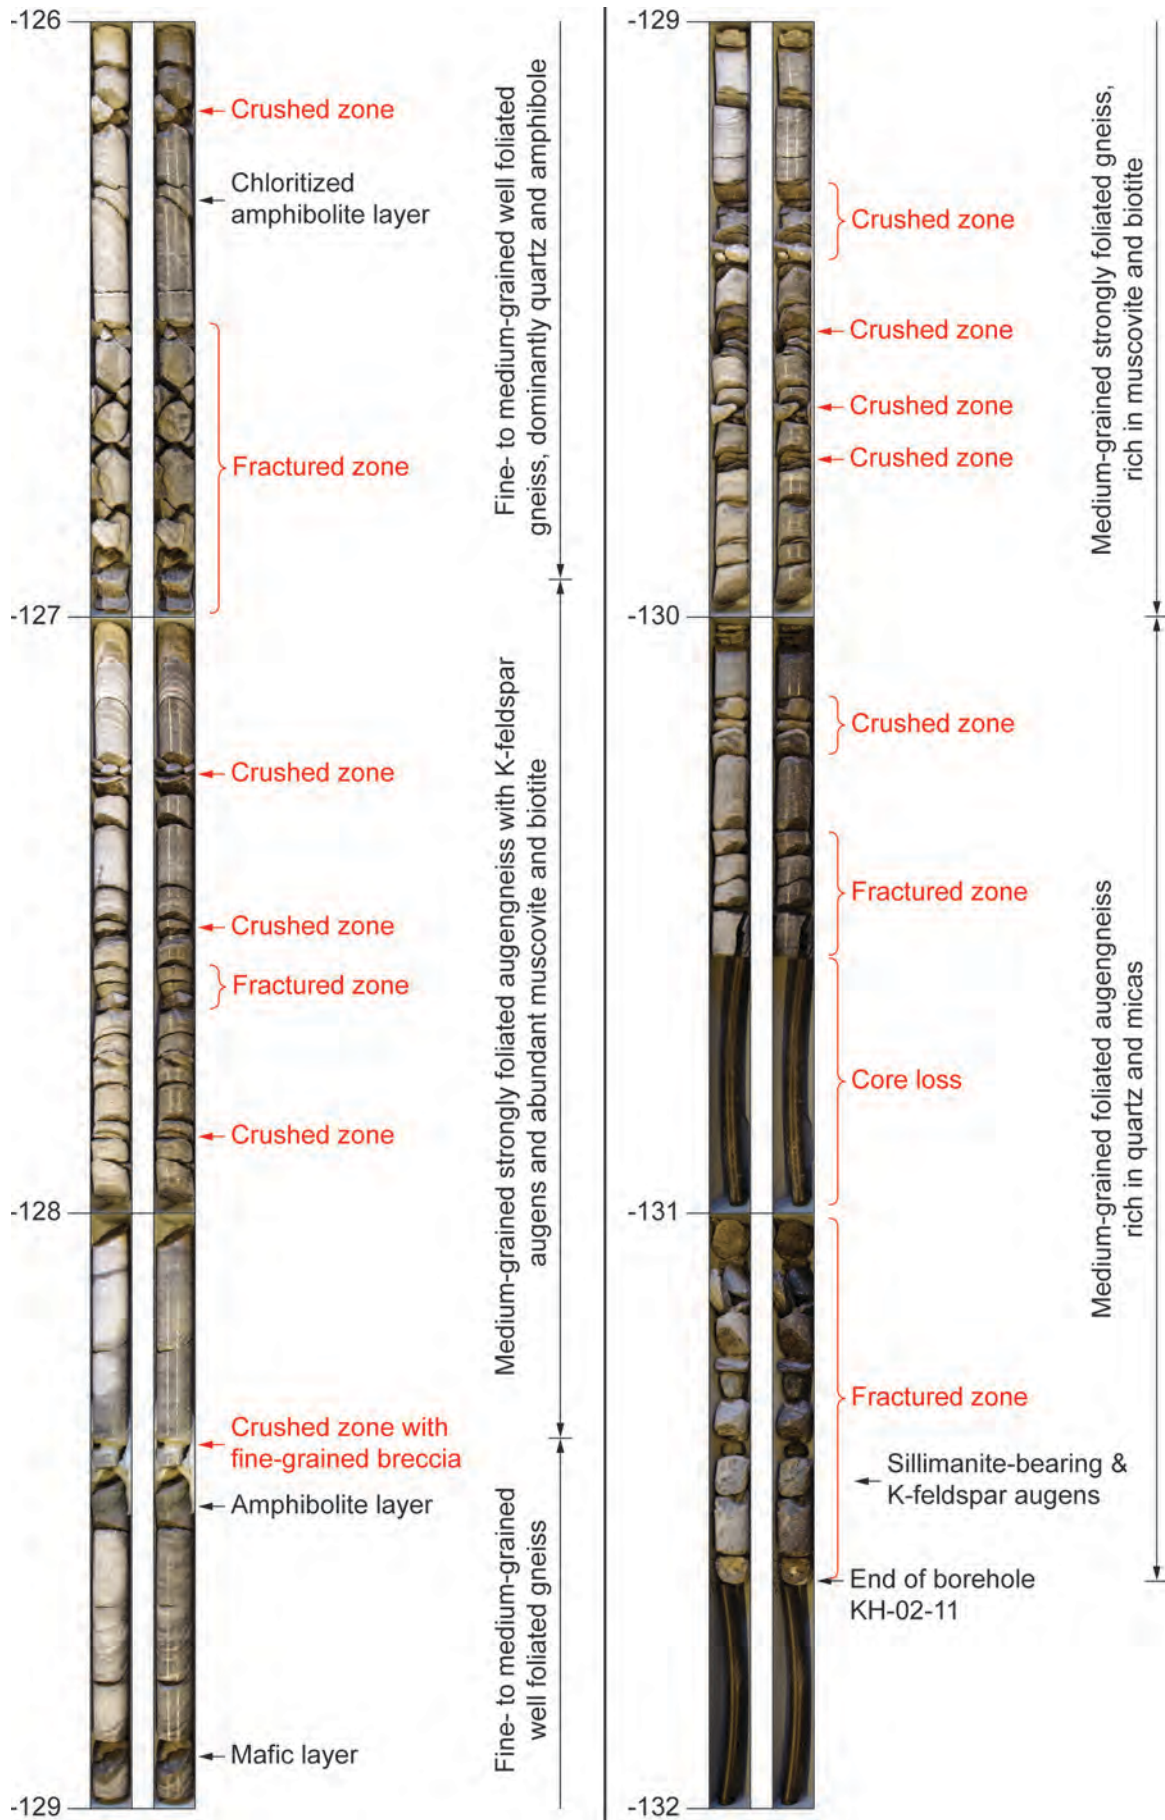 -126
Crushed zone
Chloritized
amphibolite layer
Fractured zone
Fine- to medium-grained well foliated
gneiss, dominantly quartz and amphibole
-127
Crushed zone
Crushed zone
Fractured zone
Crushed zone
Medium-grained strongly foliated augengneiss with K-feldspar
augens and abundant muscovite and biotite
-128
Crushed zone with
fine-grained breccia
Amphibolite layer
Mafic layer
Fine- to medium-grained
well foliated gneiss
-129
-129
Crushed zone
Crushed zone
Crushed zone
Crushed zone
Medium-grained strongly foliated gneiss,
rich in muscovite and biotite
-130
Crushed zone
Fractured zone
Core loss
Medium-grained foliated augengneiss
rich in quartz and micas
-131
Fractured zone
Sillimanite-bearing &
K-feldspar augens
End of borehole
KH-02-11
-132